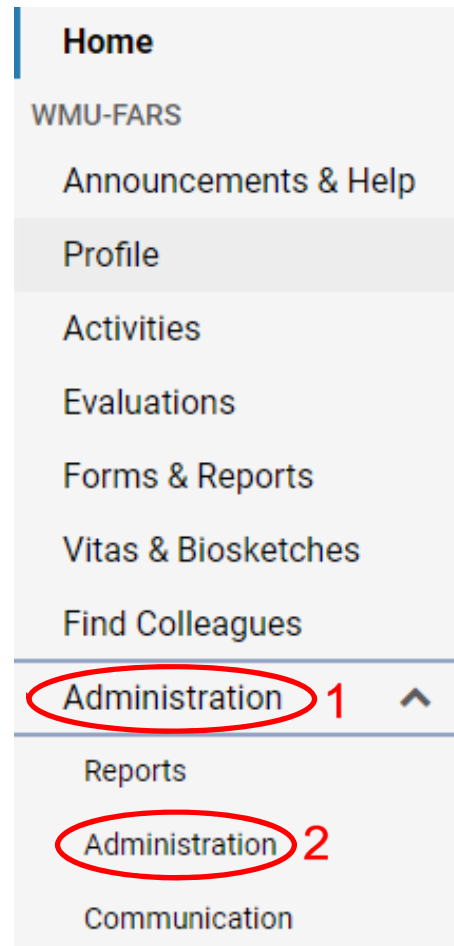 Home
WMU-FARS
Announcements & Help
Profile
Activities
Evaluations
Forms & Reports
Vitas & Biosketches
Find Colleagues
Administration 1
Reports
Administration 2
Communication